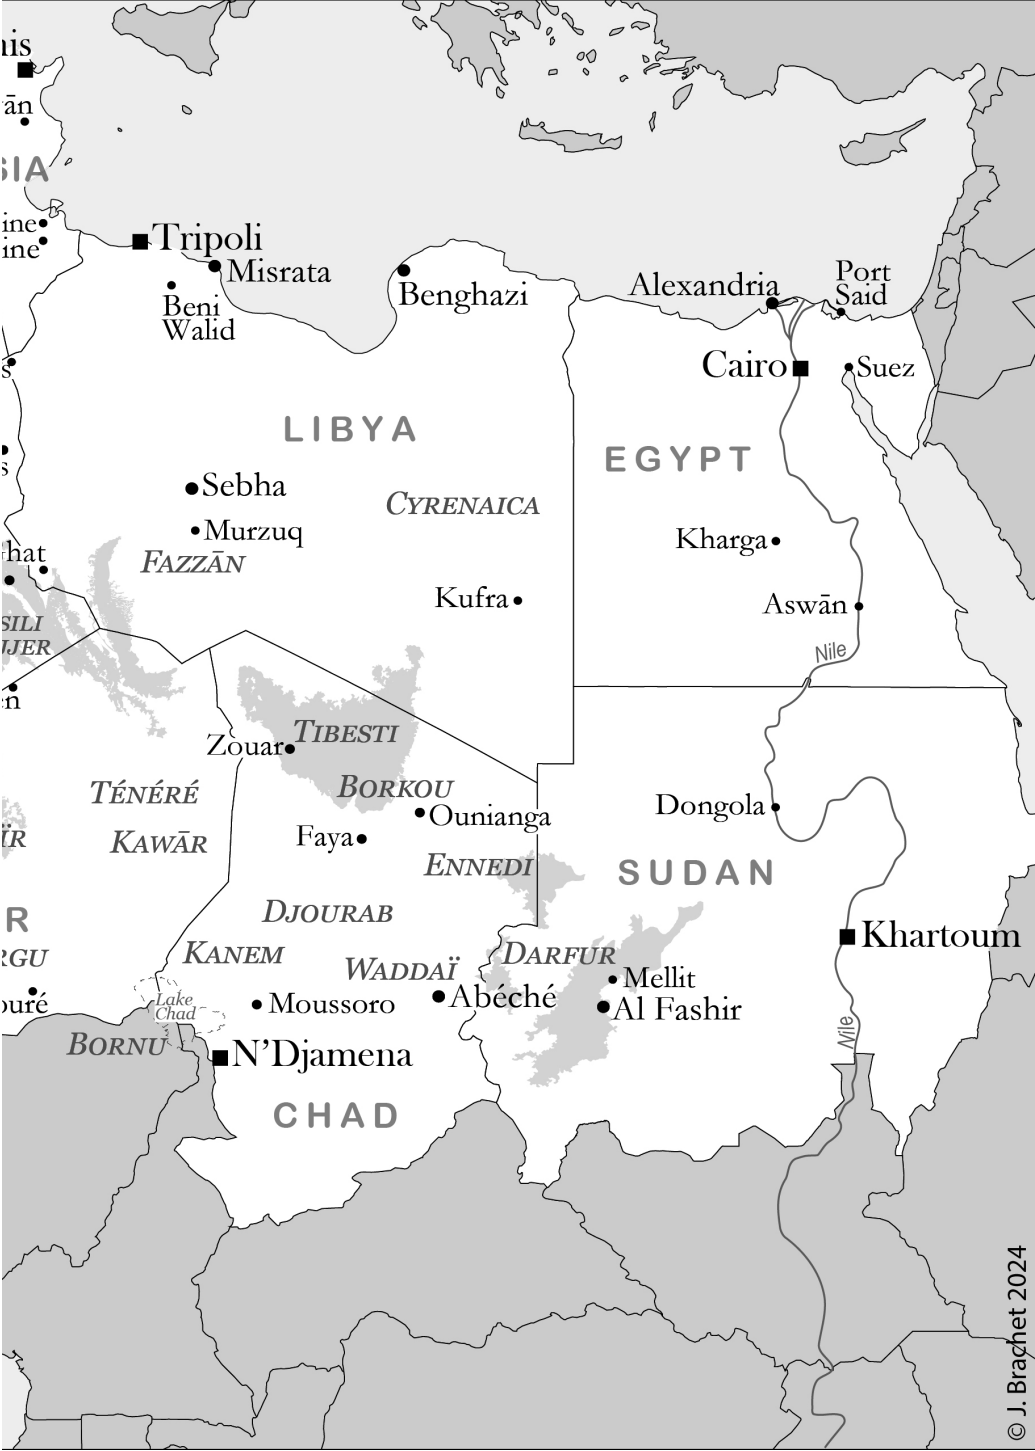 Tripoli
Misrata
Beni
Walid
Benghazi
Alexandria
Port
Said
Cairo
Suez
LIBYA
EGYPT
Sebha
CYRENAICA
Murzuq
FAZZĀN
Kharga
Kufra
Aswān
Nile
TIBESTI
Zouar
BORKOU
TÉNÉRÉ
Ounianga
Dongola
Faya
KAWĀR
ENNEDI
SUDAN
DJOURAB
Khartoum
KANEM
WADDAÏ
DARFUR
Mellit
Abéché
Al Fashir
Lake
Chad
Moussoro
Nile
BORNU
N'Djamena
CHAD
© J. Brachet 2024